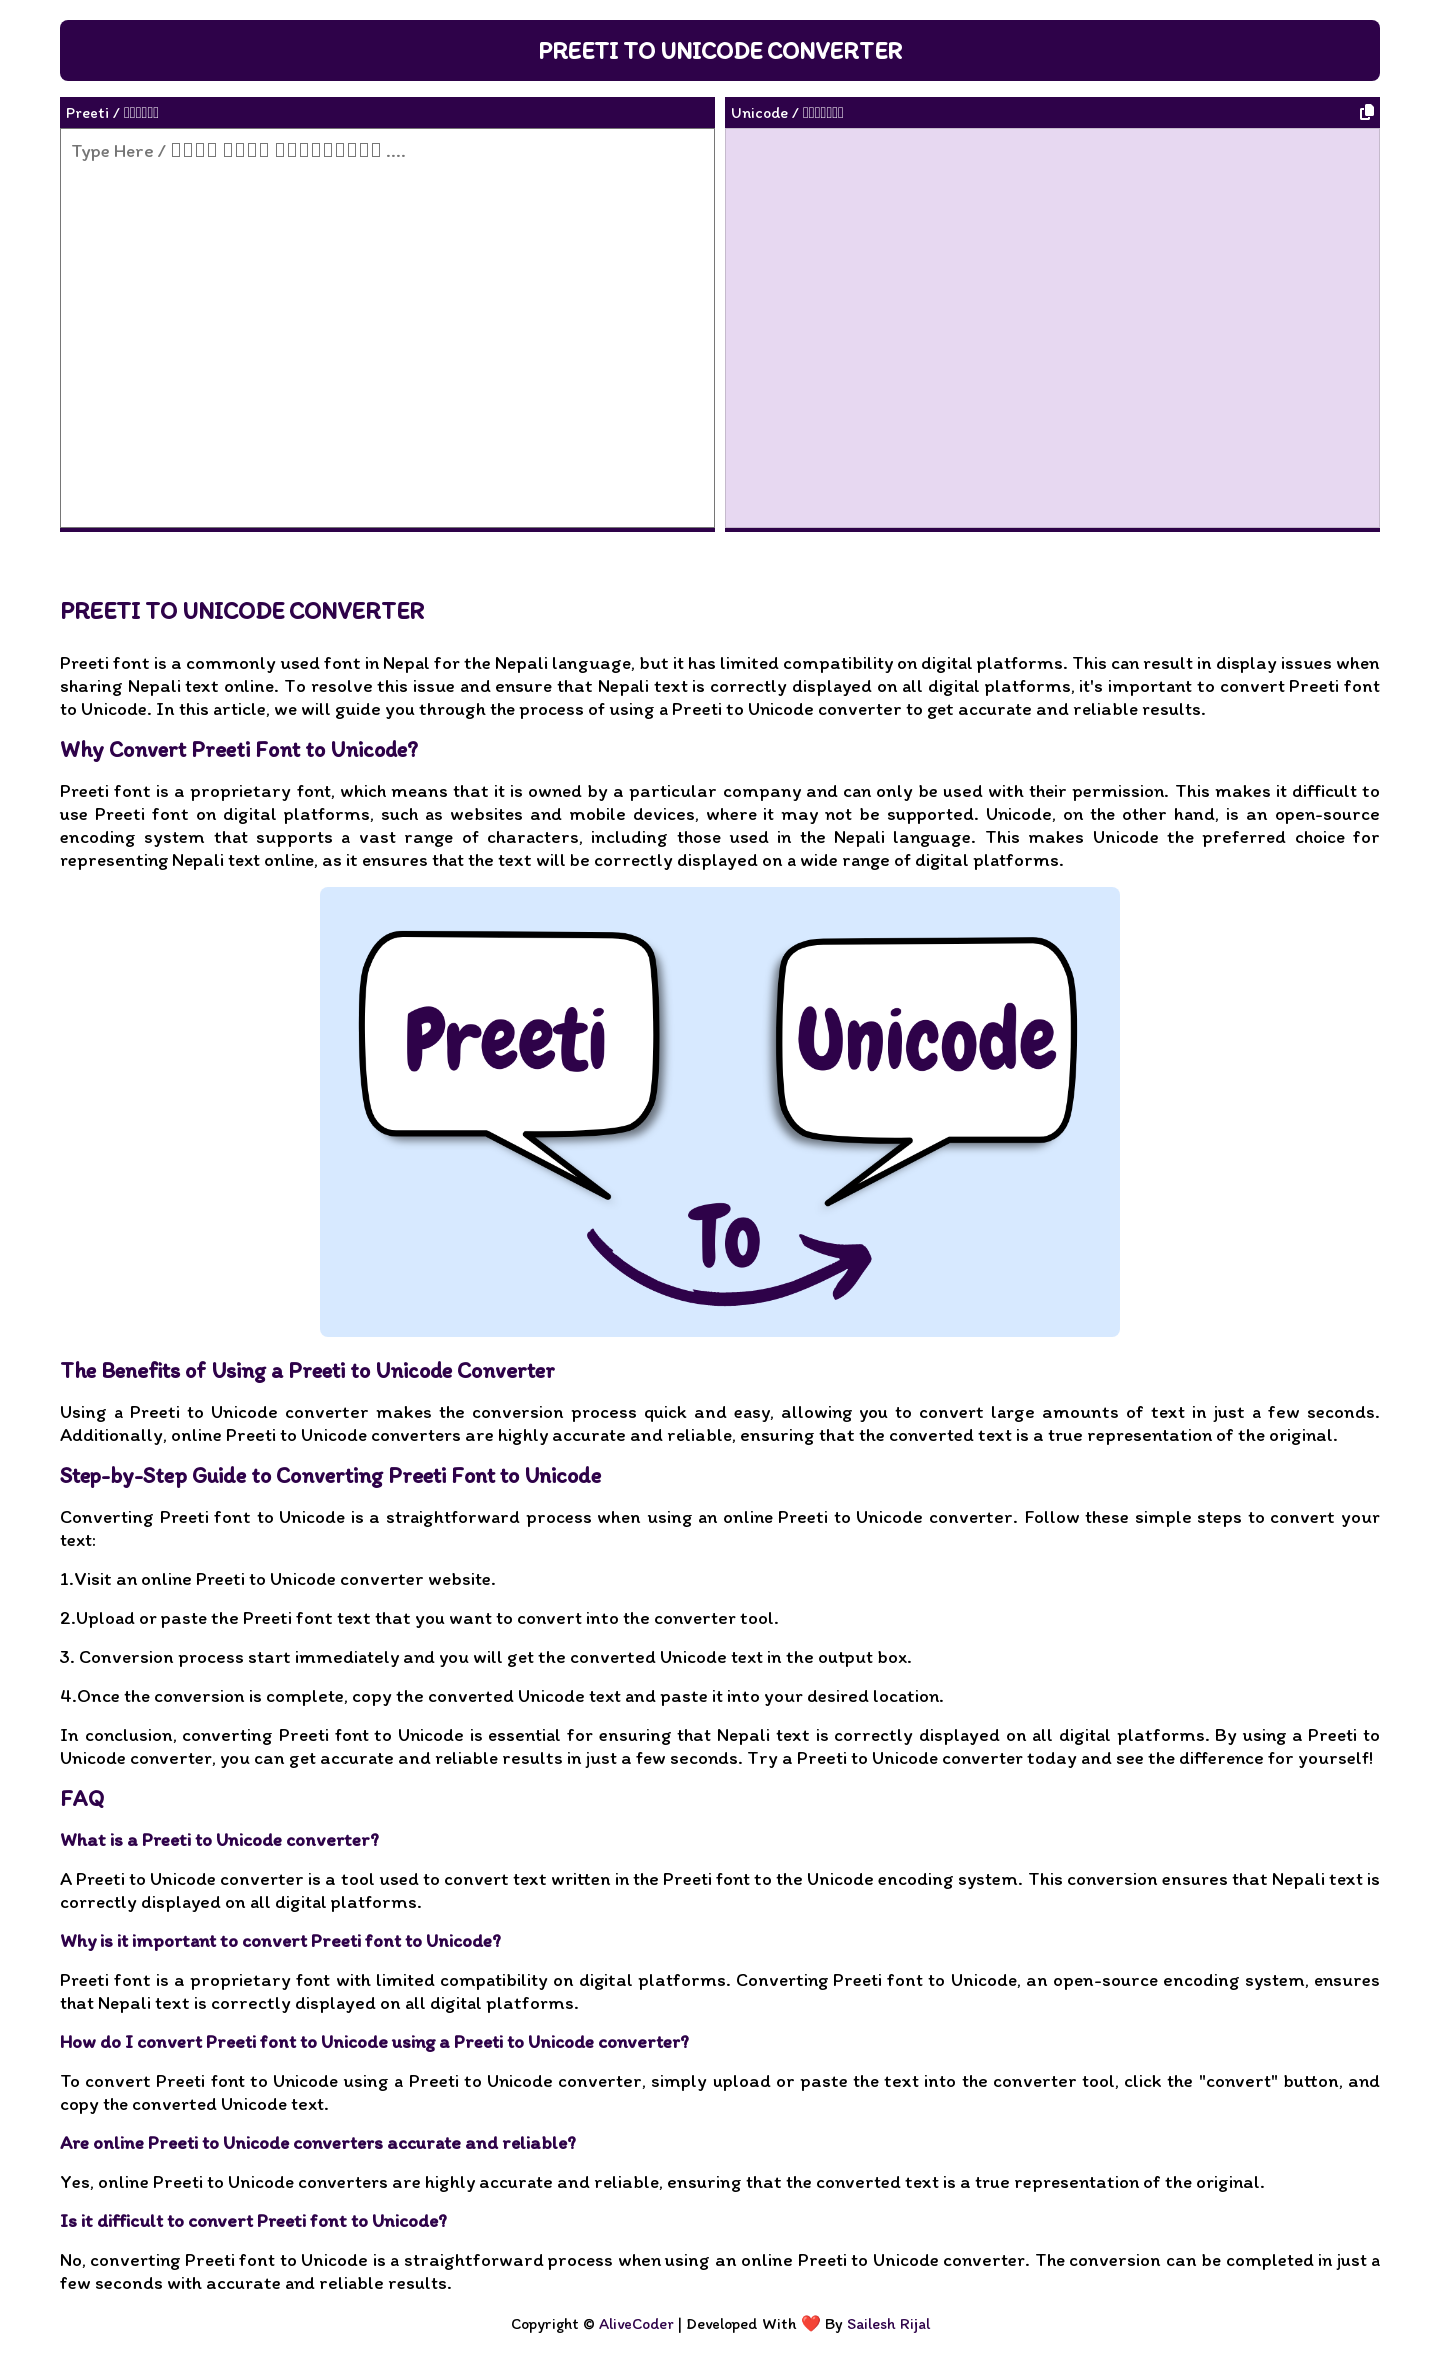 PREETI TO UNICODE CONVERTER
Preeti /
Unicode /
Type Here / ....
PREETI TO UNICODE CONVERTER
Preeti font is a commonly used font in Nepal for the Nepali language, but it has limited compatibility on digital platforms. This can result in display issues when
sharing Nepali text online. To resolve this issue and ensure that Nepali text is correctly displayed on all digital platforms, it's important to convert Preeti font
to Unicode. In this article, we will guide you through the process of using a Preeti to Unicode converter to get accurate and reliable results.
Why Convert Preeti Font to Unicode?
Preeti font is a proprietary font, which means that it is owned by a particular company and can only be used with their permission. This makes it difficult to
use Preeti font on digital platforms, such as websites and mobile devices, where it may not be supported. Unicode, on the other hand, is an open-source
encoding system that supports a vast range of characters, including those used in the Nepali language. This makes Unicode the preferred choice for
representing Nepali text online, as it ensures that the text will be correctly displayed on a wide range of digital platforms.
Preeti
Unicode
To
The Benefits of Using a Preeti to Unicode Converter
Using a Preeti to Unicode converter makes the conversion process quick and easy, allowing you to convert large amounts of text in just a few seconds.
Additionally, online Preeti to Unicode converters are highly accurate and reliable, ensuring that the converted text is a true representation of the original.
Step-by-Step Guide to Converting Preeti Font to Unicode
Converting Preeti font to Unicode is a straightforward process when using an online Preeti to Unicode converter. Follow these simple steps to convert your
text:
1.Visit an online Preeti to Unicode converter website.
2.Upload or paste the Preeti font text that you want to convert into the converter tool.
3. Conversion process start immediately and you will get the converted Unicode text in the output box.
4.Once the conversion is complete, copy the converted Unicode text and paste it into your desired location.
In conclusion, converting Preeti font to Unicode is essential for ensuring that Nepali text is correctly displayed on all digital platforms. By using a Preeti to
Unicode converter, you can get accurate and reliable results in just a few seconds. Try a Preeti to Unicode converter today and see the difference for yourself!
FAQ
What is a Preeti to Unicode converter?
A Preeti to Unicode converter is a tool used to convert text written in the Preeti font to the Unicode encoding system. This conversion ensures that Nepali text is
correctly displayed on all digital platforms.
Why is it important to convert Preeti font to Unicode?
Preeti font is a proprietary font with limited compatibility on digital platforms. Converting Preeti font to Unicode, an open-source encoding system, ensures
that Nepali text is correctly displayed on all digital platforms.
How do I convert Preeti font to Unicode using a Preeti to Unicode converter?
To convert Preeti font to Unicode using a Preeti to Unicode converter, simply upload or paste the text into the converter tool, click the "convert" button, and
copy the converted Unicode text.
Are online Preeti to Unicode converters accurate and reliable?
Yes, online Preeti to Unicode converters are highly accurate and reliable, ensuring that the converted text is a true representation of the original.
Is it difficult to convert Preeti font to Unicode?
No, converting Preeti font to Unicode is a straightforward process when using an online Preeti to Unicode converter. The conversion can be completed in just a
few seconds with accurate and reliable results.
Copyright © AliveCoder | Developed With ❤️ By Sailesh Rijal